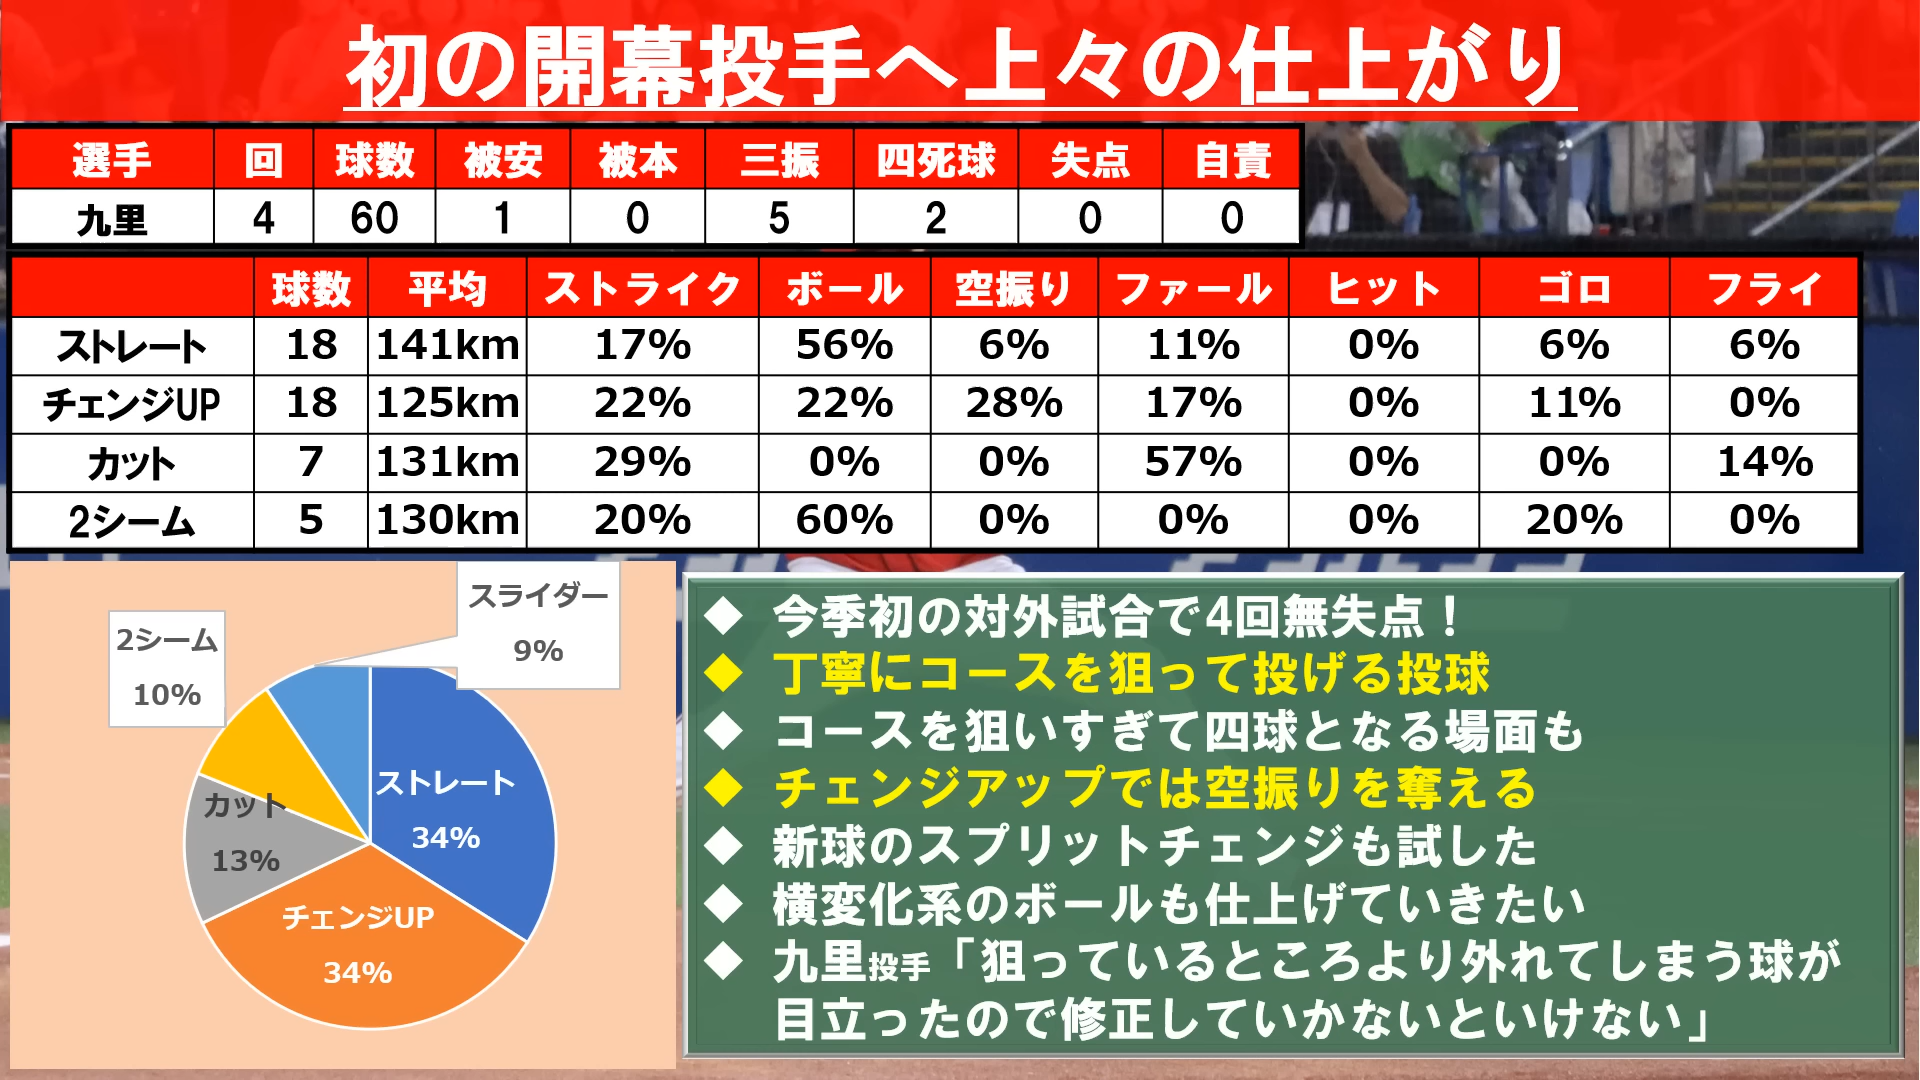 初の開幕投手へ上々の仕上がり
選手 回 球数 被安 被本 三振 四死球 失点 自責
九里 4 60 1 0 5 2 0 0
球数 平均 ストライク ボール 空振り ファール ヒット ゴロ フライ
ストレート 18 141km 17% 56% 6% 11% 0% 6% 6%
チェンジUP 18 125km 22% 22% 28% 17% 0% 11% 0%
カット 7 131km 29% 0% 0% 57% 0% 0% 14%
2シーム 5 130km 20% 60% 0% 0% 0% 20% 0%
スライダー
9%
2シーム
10%
ストレート
34%
カット
13%
チェンジUP
34%
◆ 今季初の対外試合で4回無失点！
◆ 丁寧にコースを狙って投げる投球
◆ コースを狙いすぎて四球となる場面も
◆ チェンジアップでは空振りを奪える
◆ 新球のスプリットチェンジも試した
◆ 横変化系のボールも仕上げていきたい
◆ 九里投手「狙っているところより外れてしまう球が
目立ったので修正していかないといけない」